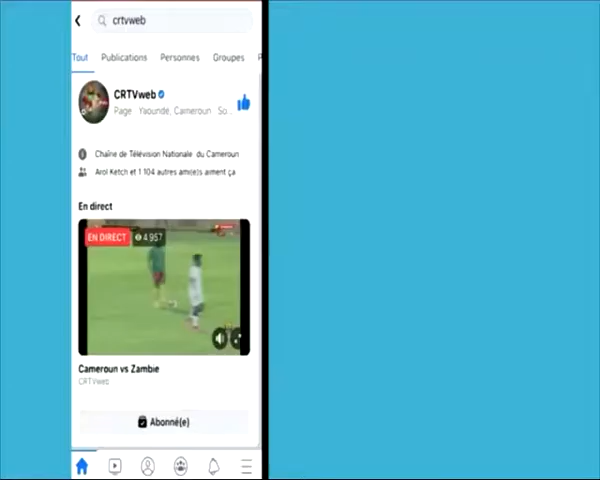 crtvweb
Tout Publications Personnes Groupes P
CRTVweb
Page · Yaoundé, Cameroun · So...
Chaîne de Télévision Nationale du Cameroun
Arol Ketch et 1 104 autres ami(e)s aiment ça
En direct
EN DIRECT 4 957
Cameroun vs Zambie
CRTVweb
Abonné(e)